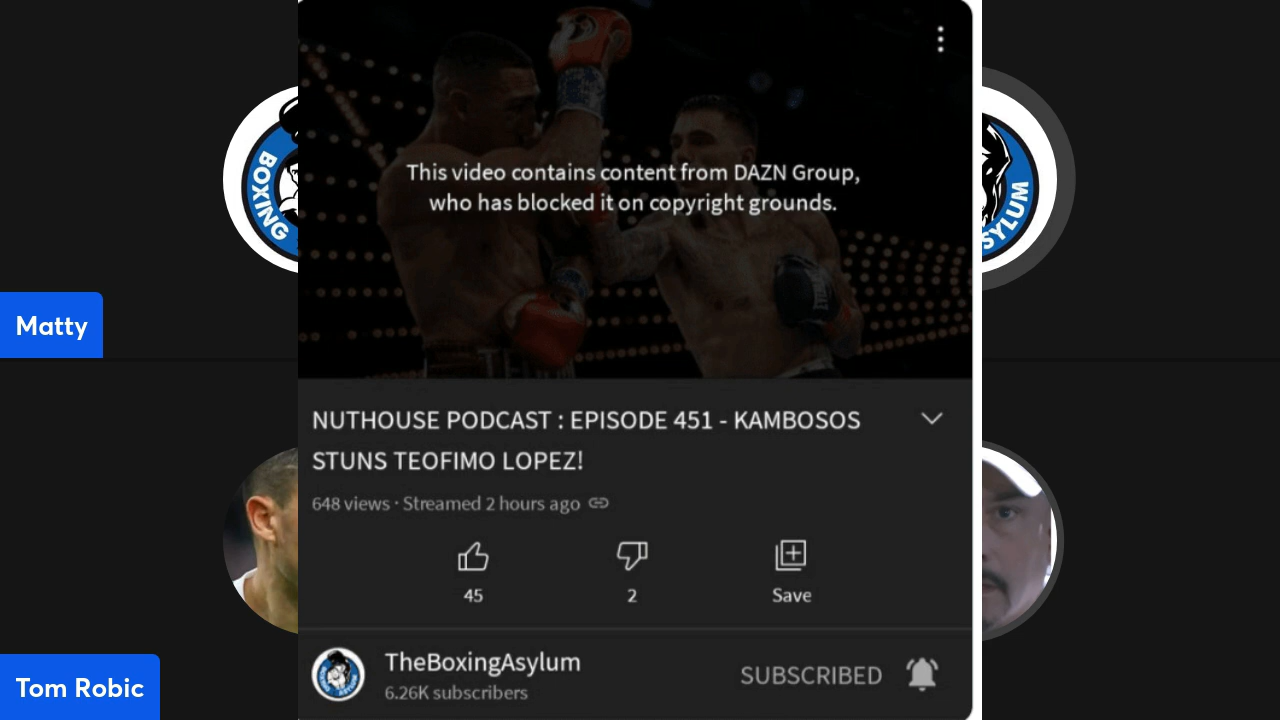 This video contains content from DAZN Group,
who has blocked it on copyright grounds.
BOXING
SYLUM
Matty
NUTHOUSE PODCAST : EPISODE 451 - KAMBOSOS
STUNS TEOFIMO LOPEZ!
648 views · Streamed 2 hours ago
45
2
Save
TheBoxingAsylum
6.26K subscribers
SUBSCRIBED
BOXING ASYLUM
Tom Robic